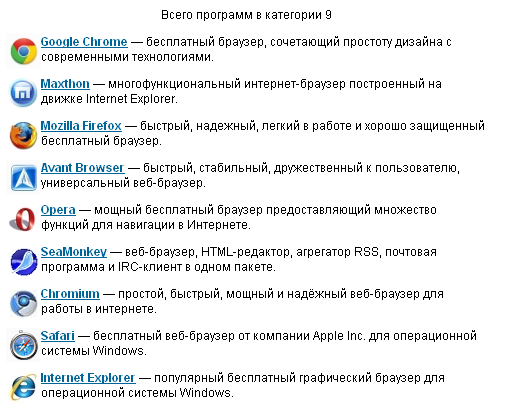 Всего программ в категории 9
Google Chrome — бесплатный браузер, сочетающий простоту дизайна с
современными технологиями.
Maxthon — многофункциональный интернет-браузер построенный на
движке Internet Explorer.
Mozilla Firefox — быстрый, надежный, легкий в работе и хорошо защищенный
бесплатный браузер.
Avant Browser — быстрый, стабильный, дружественный к пользователю,
универсальный веб-браузер.
Opera — мощный бесплатный браузер предоставляющий множество
функций для навигации в Интернете.
SeaMonkey — веб-браузер, HTML-редактор, агрегатор RSS, почтовая
программа и IRC-клиент в одном пакете.
Chromium — простой, быстрый, мощный и надёжный веб-браузер для
работы в интернете.
Safari — бесплатный веб-браузер от компании Apple Inc. для операционной
системы Windows.
Internet Explorer — популярный бесплатный графический браузер для
операционной системы Windows.